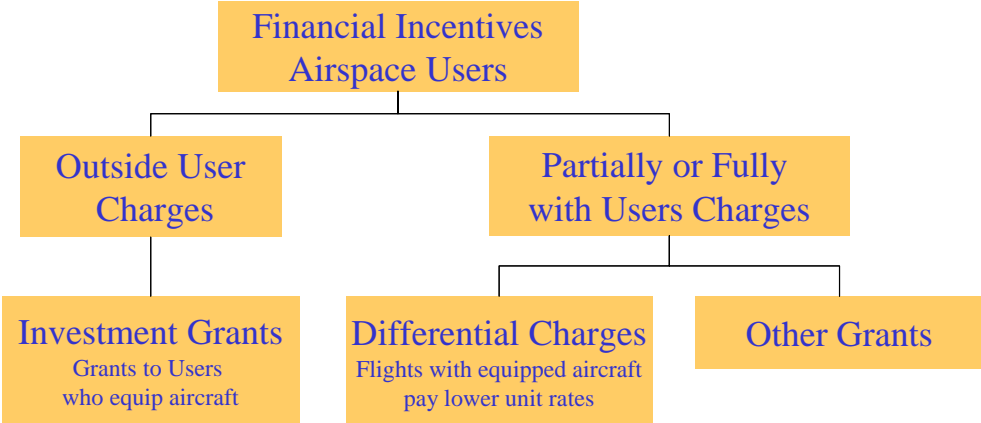 Financial Incentives
Airspace Users
Outside User
Charges
Partially or Fully
with Users Charges
Investment Grants
Grants to Users
who equip aircraft
Differential Charges
Flights with equipped aircraft
pay lower unit rates
Other Grants